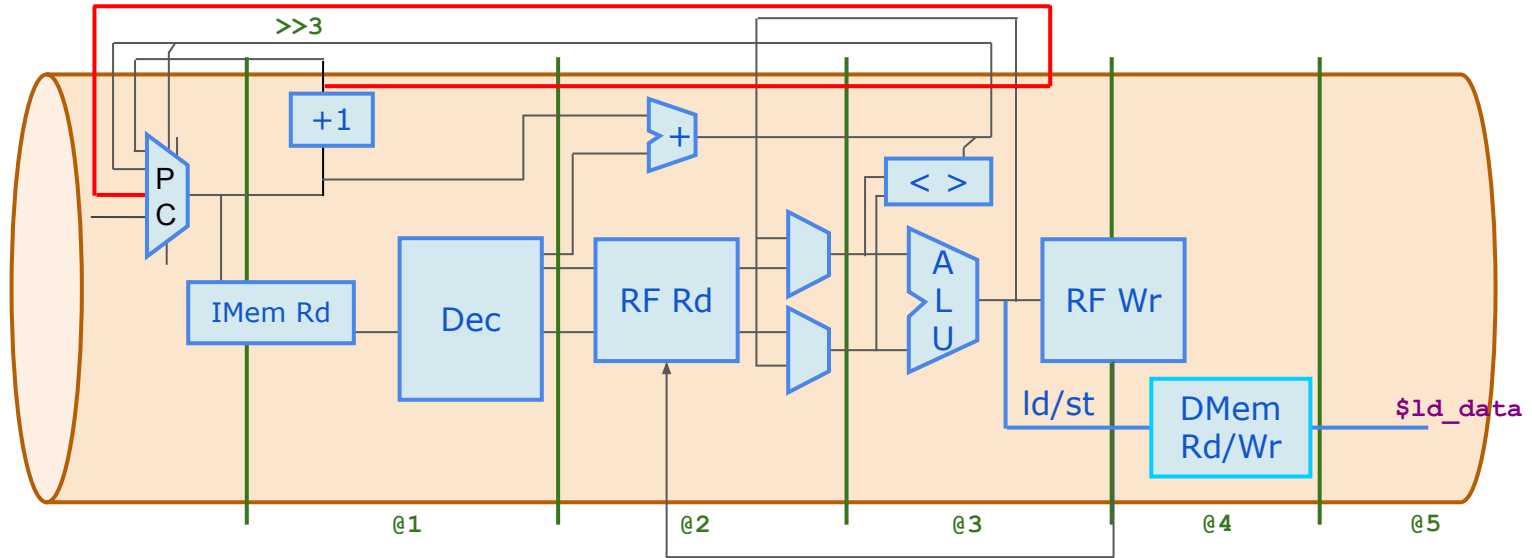 >>3
+1
+
P
C
< >
A
L
U
IMem Rd
Dec
RF Rd
RF Wr
ld/st
DMem
Rd/Wr
$ld_data
@1
@2
@3
@4
@5